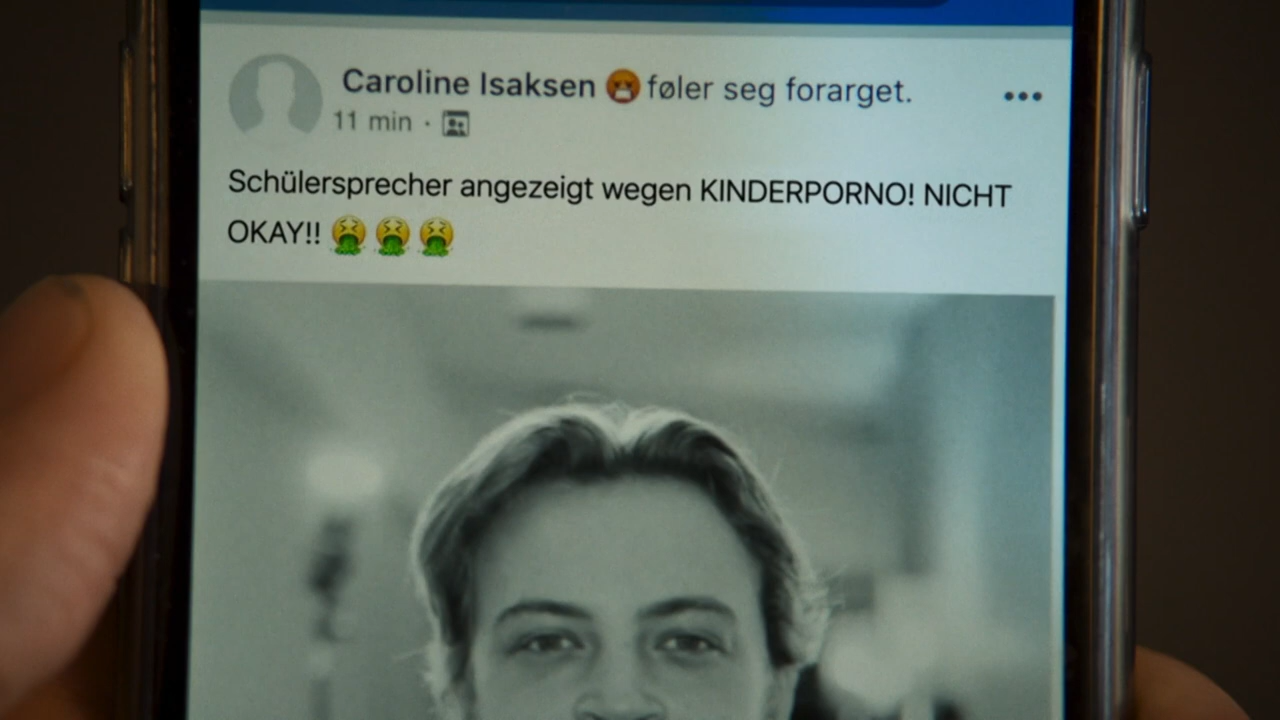 Caroline Isaksen 😡 føler seg forarget.
11 min ·
Schülersprecher angezeigt wegen KINDERPORNO! NICHT
OKAY!! 🤮 🤮 🤮